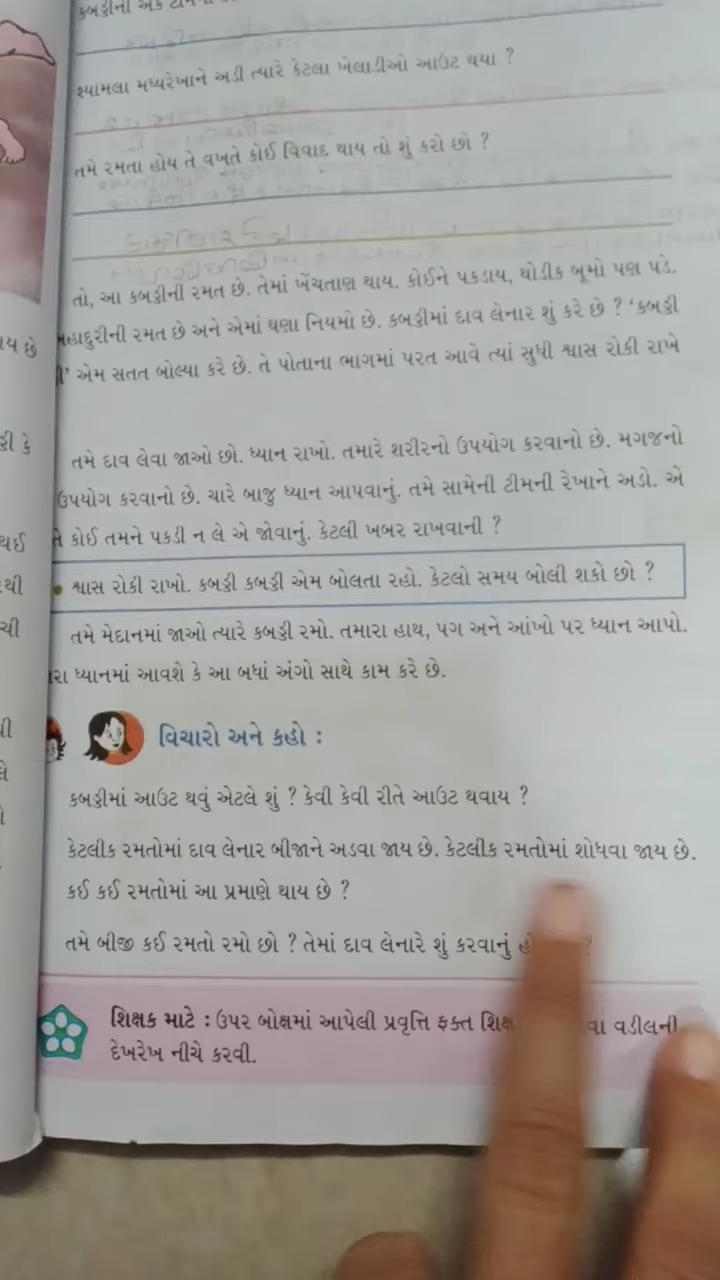 કબડ્ડીની એક
શ્યામલા મધ્યરેખાને અડી ત્યારે કેટલા ખેલાડીઓ આઉટ થયા ?
તમે રમતા હોય તે વખતે કોઈ વિવાદ થાય તો શું કરો છો ?
તો, આ કબડ્ડીની રમત છે. તેમાં ખેંચતાણ થાય. કોઈને પકડાય, થોડીક બૂમો પણ પડે.
રમત છે અને એમાં ઘણા નિયમો છે. કબડ્ડીમાં દાવ લેનાર શું કરે છે ? ‘કબડ્ડી
એમ સતત બોલ્યા કરે છે. તે પોતાના ભાગમાં પરત આવે ત્યાં સુધી શ્વાસ રોકી રાખે
તમે દાવ લેવા જાઓ છો. ધ્યાન રાખો. તમારે શરીરનો ઉપયોગ કરવાનો છે. મગજનો
ઉપયોગ કરવાનો છે. ચારે બાજુ ધ્યાન આપવાનું. તમે સામેની ટીમની રેખાને અડો. એ
કોઈ તમને પકડી ન લે એ જોવાનું. કેટલી ખબર રાખવાની ?
• શ્વાસ રોકી રાખો. કબડ્ડી કબડ્ડી એમ બોલતા રહો. કેટલો સમય બોલી શકો છો ?
તમે મેદાનમાં જાઓ ત્યારે કબડ્ડી રમો. તમારા હાથ, પગ અને આંખો પર ધ્યાન આપો.
ધ્યાનમાં આવશે કે આ બધાં અંગો સાથે કામ કરે છે.
વિચારો અને કહો :
કબડ્ડીમાં આઉટ થવું એટલે શું ? કેવી કેવી રીતે આઉટ થવાય ?
કેટલીક રમતોમાં દાવ લેનાર બીજાને અડવા જાય છે. કેટલીક રમતોમાં શોધવા જાય છે.
કઈ કઈ રમતોમાં આ પ્રમાણે થાય છે ?
તમે બીજી કઈ રમતો રમો છો ? તેમાં દાવ લેનારે શું કરવાનું
શિક્ષક માટે : ઉપર બોક્ષમાં આપેલી પ્રવૃત્તિ ફક્ત વડીલની
દેખરેખ નીચે કરવી.